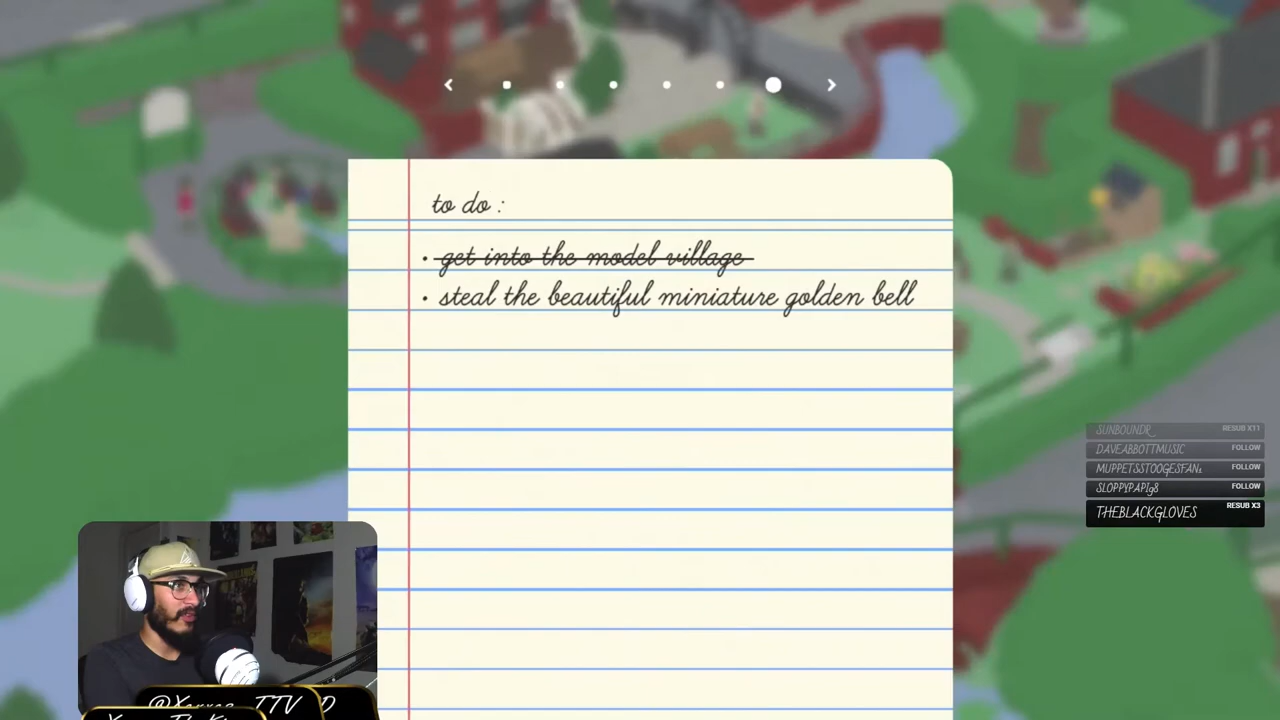 to do :
• get into the model village
• steal the beautiful miniature golden bell
SUNBOUNDR_ RESUB X11
DAVEABBOTTMUSIC FOLLOW
MUPPETSSTOOGESFAN1 FOLLOW
SLOPPYPAPI98 FOLLOW
THEBLACKGLOVES RESUB X3
TTV